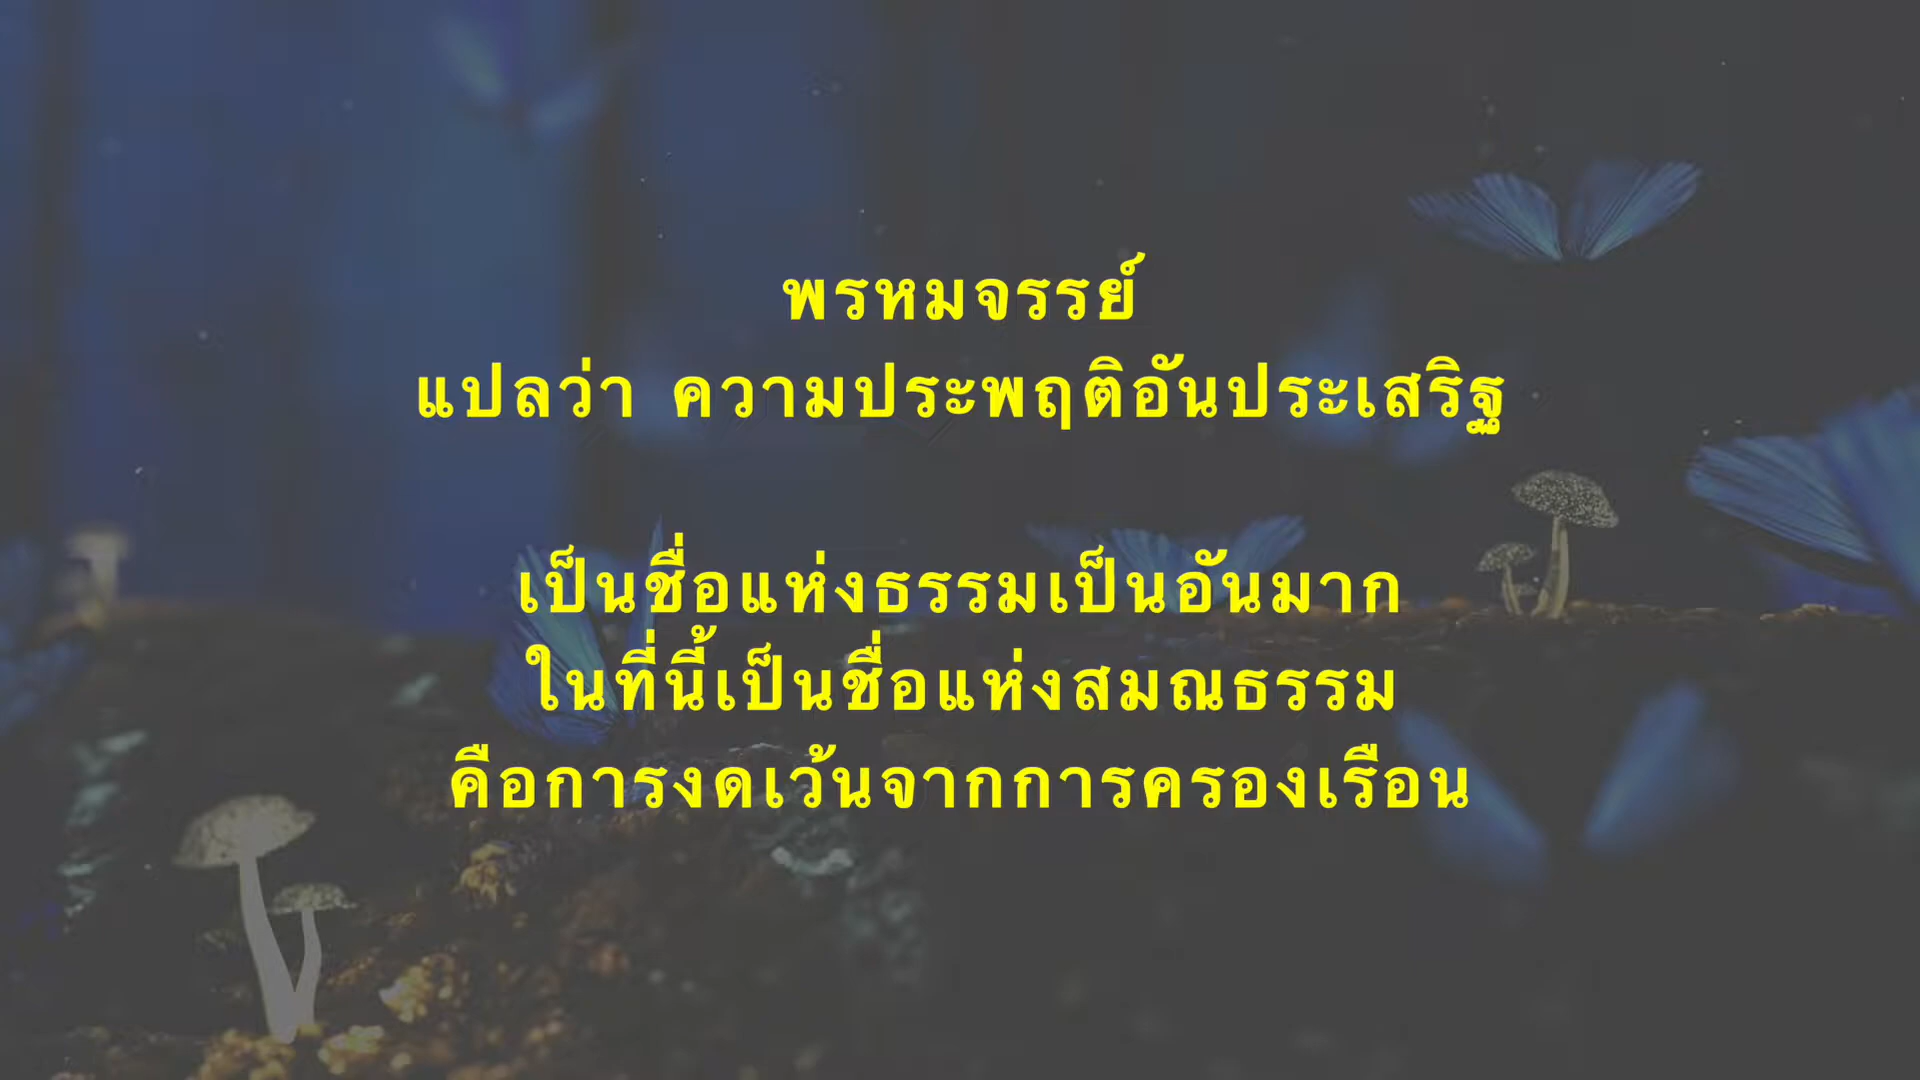 พรหมจรรย์
แปลว่า ความประพฤติอันประเสริฐ
เป็นชื่อแห่งธรรมเป็นอันมาก
ในที่นี้เป็นชื่อแห่งสมณธรรม
คือการงดเว้นจากการครองเรือน